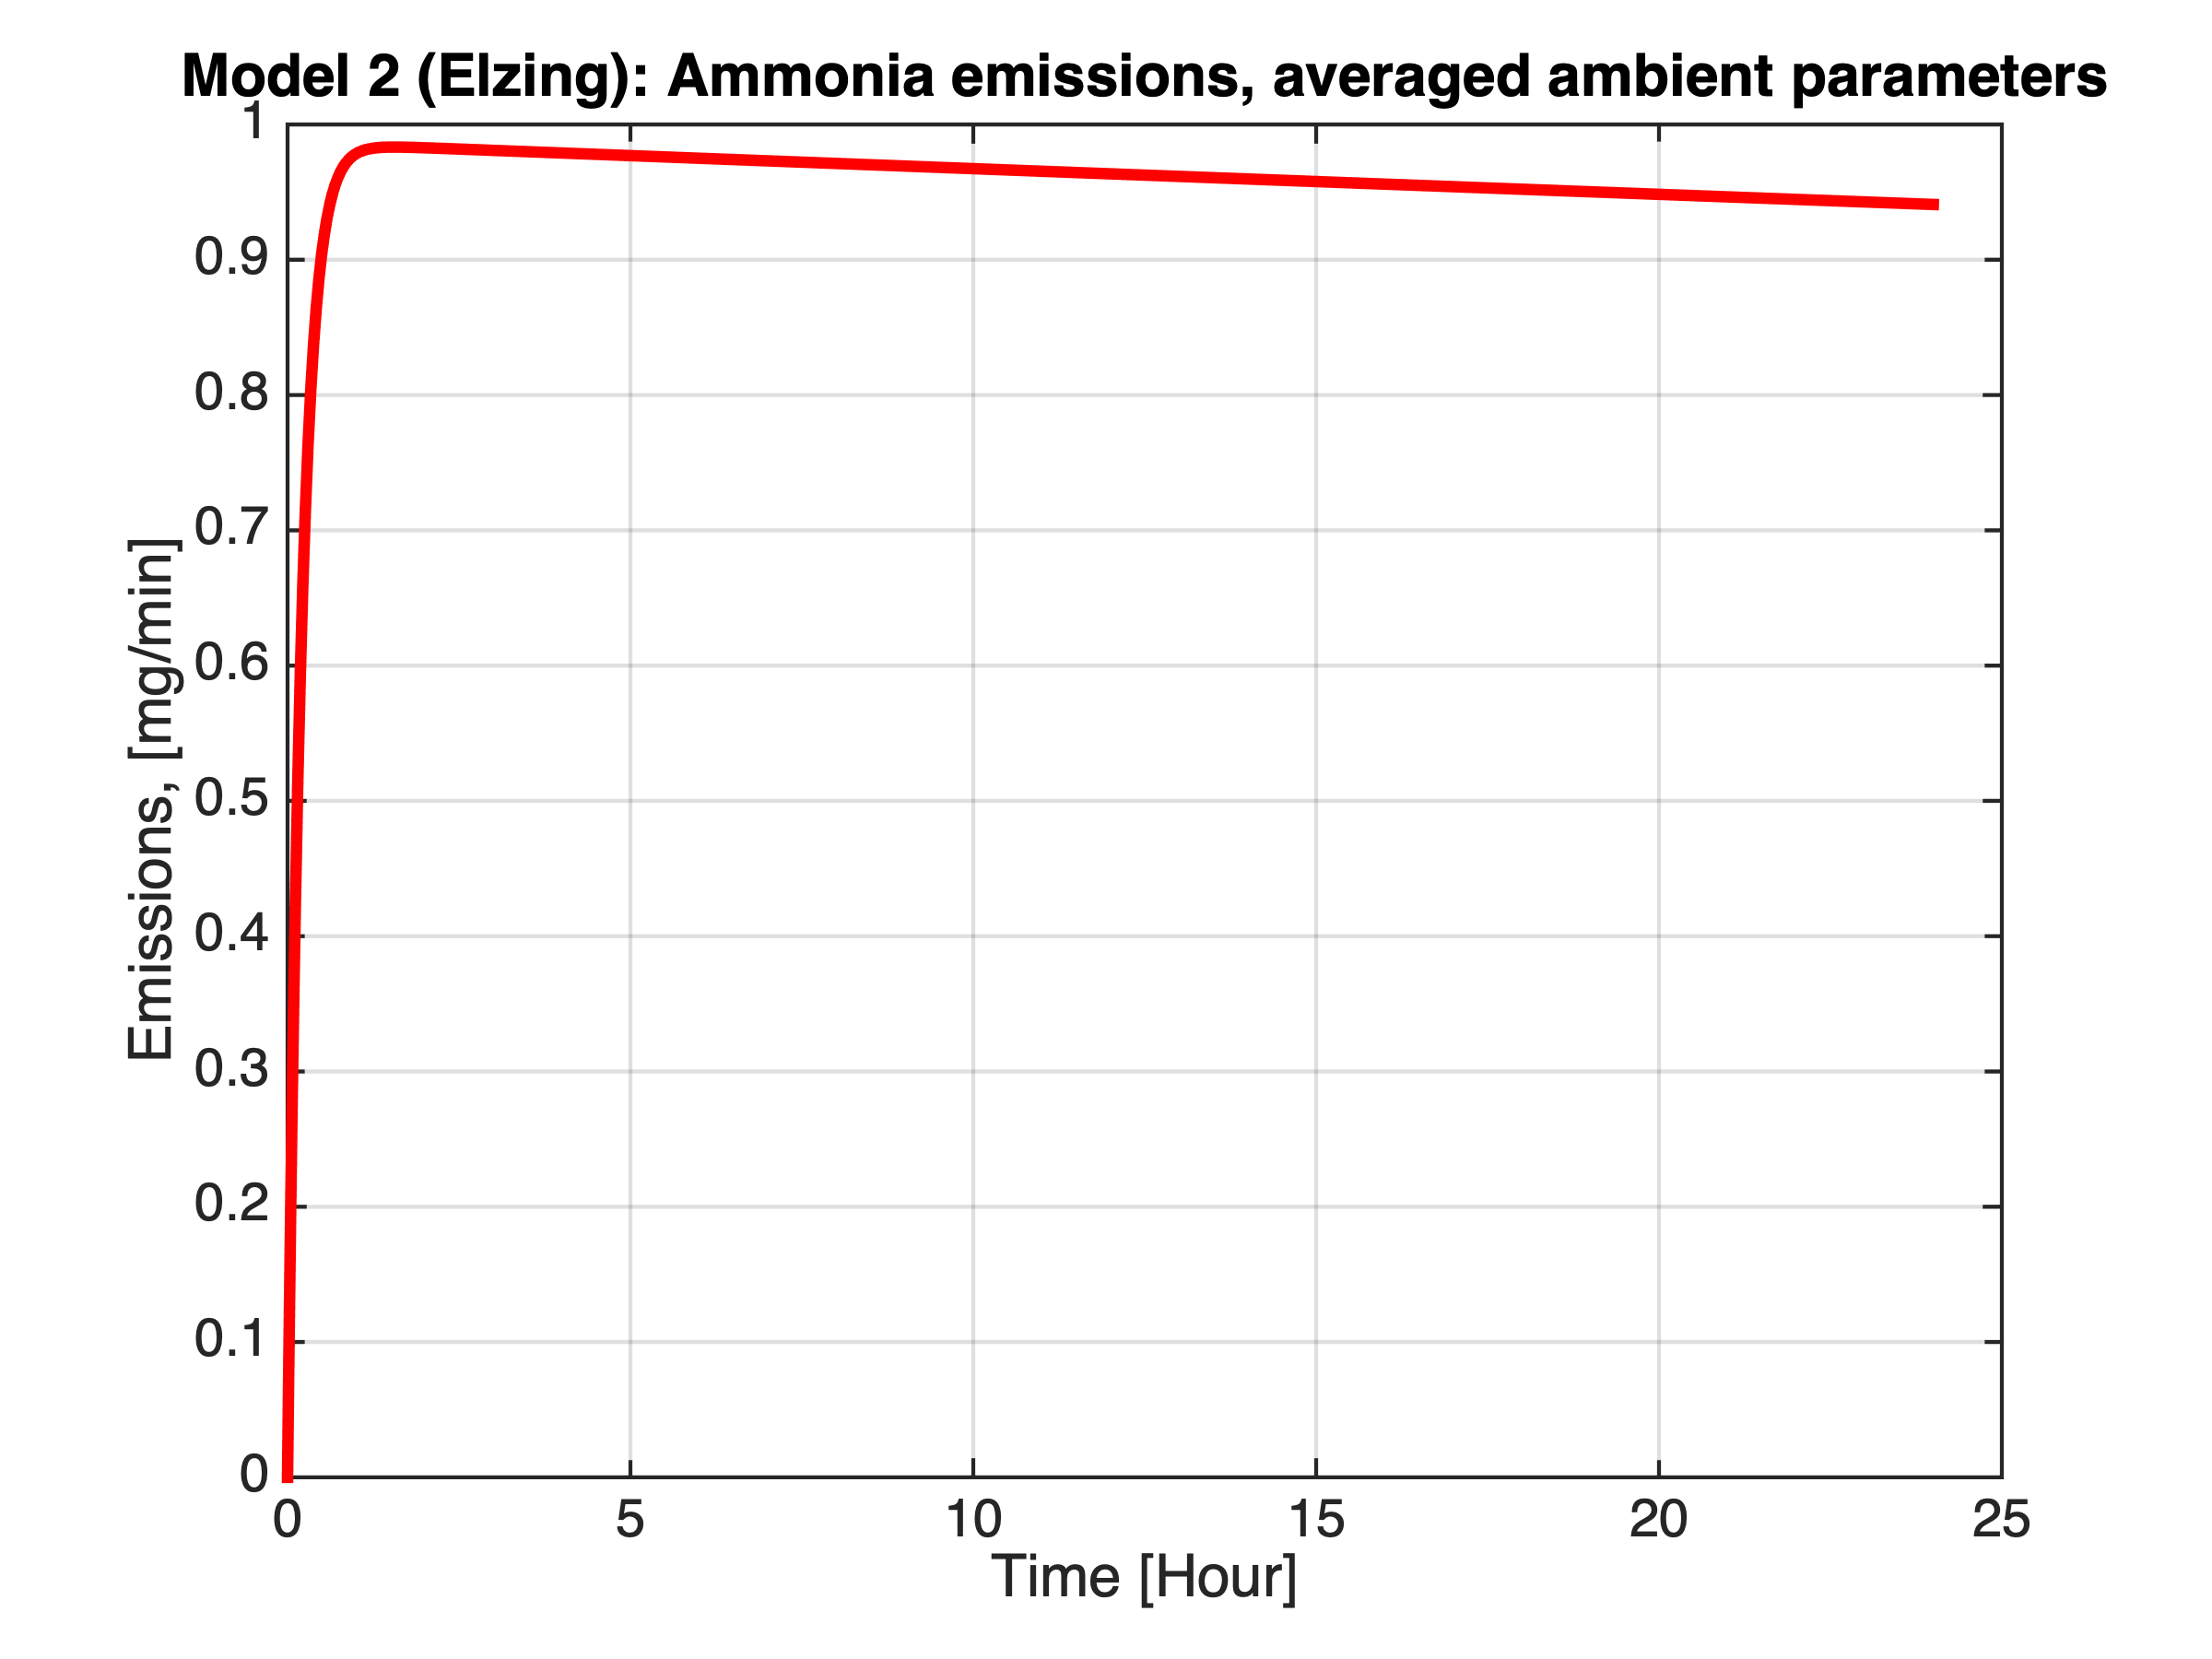 Model 2 (Elzing): Ammonia emissions, averaged ambient parameters
1
0.9
0.8
0.7
0.6
0.5
0.4
0.3
0.2
0.1
0
Emissions, [mg/min]
0 5 10 15 20 25
Time [Hour]